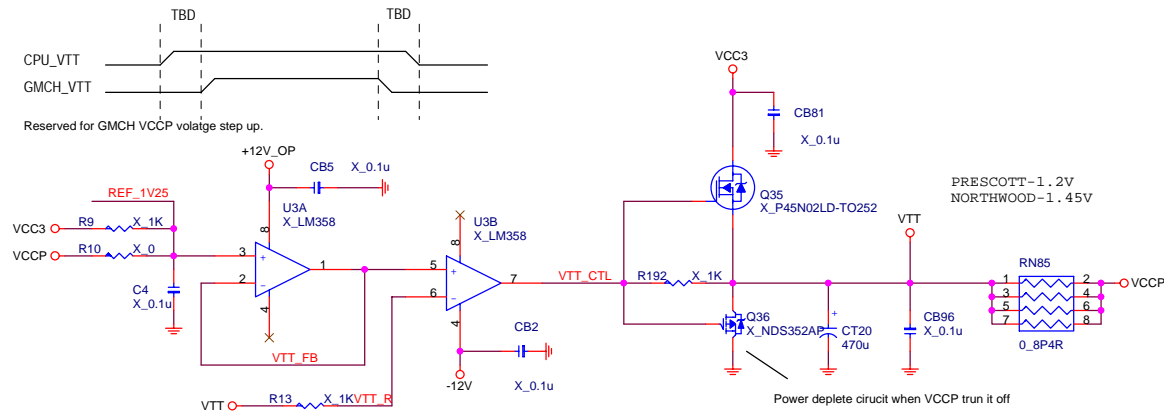 TBD TBD
CPU_VTT
GMCH_VTT
Reserved for GMCH VCCP volatge step up.
VCC3
CB81
X_0.1u
+12V_OP
CB5 X_0.1u
REF_1V25
U3A
X_LM358
VCC3 R9 X_1K
VCCP R10 X_0
C4
X_0.1u
8
3
2
1
4
+
−
U3B
X_LM358
8
5
6
7
4
+
−
CB2
X_0.1u
-12V
VTT_FB
VTT R13 X_1K VTT_R
VTT_CTL
R192 X_1K
Q35
X_P45N02LD-TO252
Q36
X_NDS352AP
+
CT20
470u
PRESCOTT-1.2V
NORTHWOOD-1.45V
VTT
CB96
X_0.1u
RN85
1 2
3 4
5 6
7 8
0_8P4R
VCCP
Power deplete cirucit when VCCP trun it off